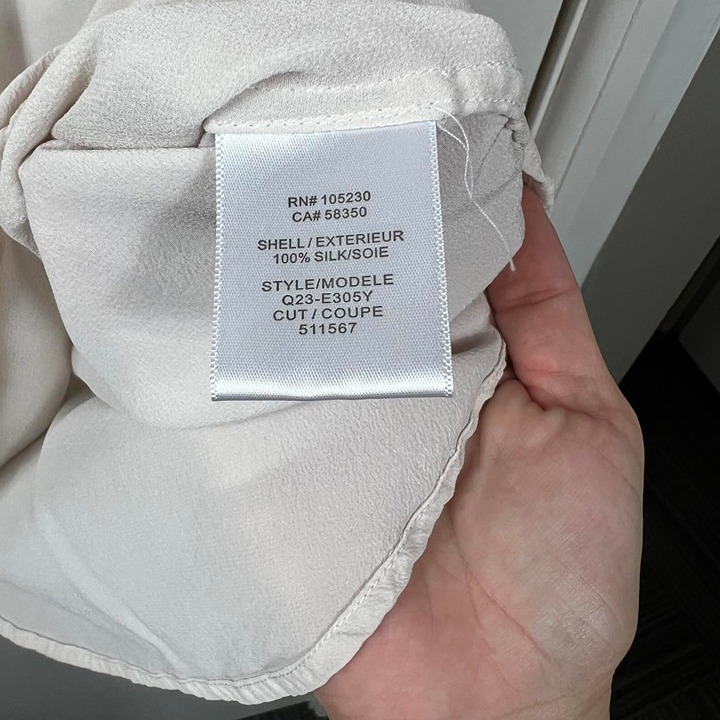 RN# 105230
CA# 58350
SHELL / EXTERIEUR
100% SILK/SOIE
STYLE/MODELE
Q23-E305Y
CUT / COUPE
511567